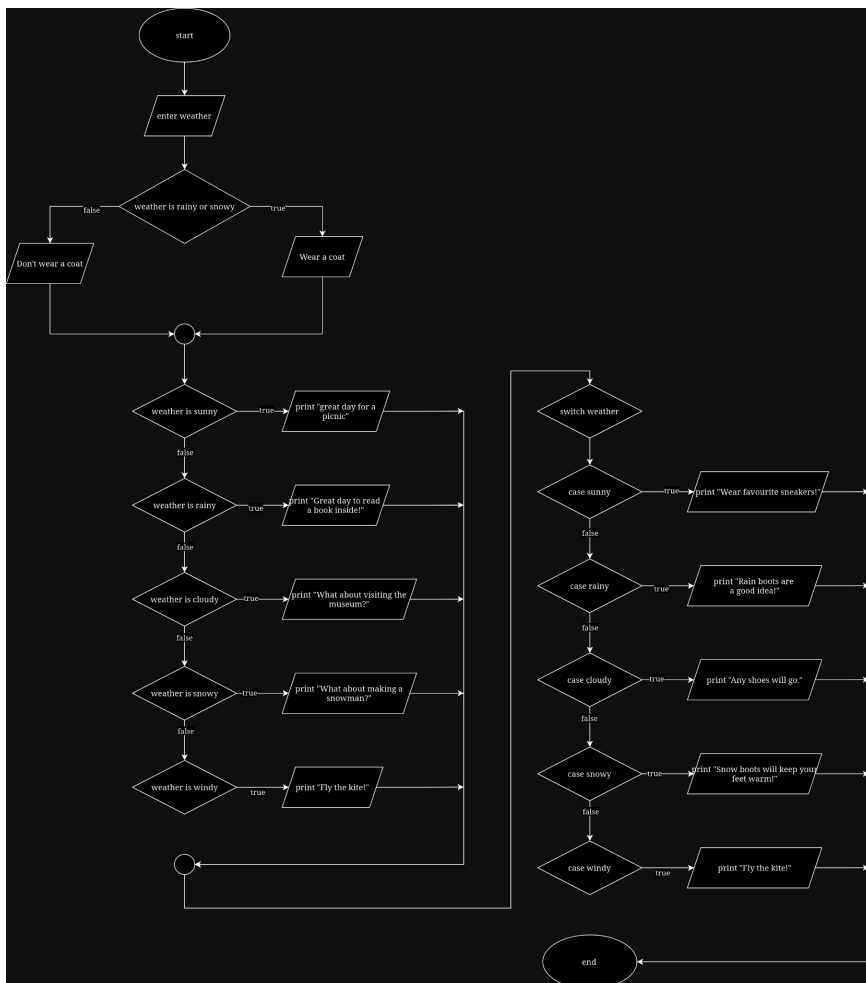 start
enter weather
weather is rainy or snowy
false
true
Don't wear a coat
Wear a coat
weather is sunny
true
print "great day for a
picnic"
false
weather is rainy
true
print "Great day to read
a book inside!"
false
weather is cloudy
true
print "What about visiting the
museum?"
false
weather is snowy
true
print "What about making a
snowman?"
false
weather is windy
true
print "Fly the kite!"
switch weather
case sunny
true
print "Wear favourite sneakers!"
false
case rainy
true
print "Rain boots are
a good idea!"
false
case cloudy
true
print "Any shoes will go."
false
case snowy
true
print "Snow boots will keep your
feet warm!"
false
case windy
true
print "Fly the kite!"
end